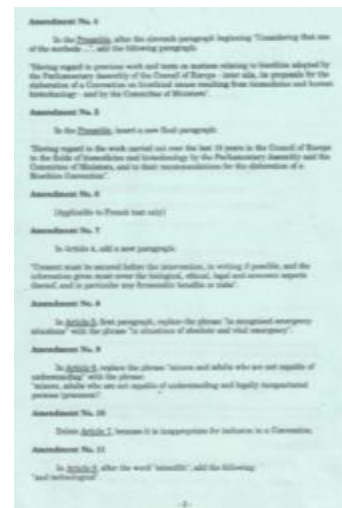 Amendment No. 4
In the Preamble, after the eleventh paragraph beginning "Considering that one
of the methods ...", add the following paragraph:
"Having regard to previous work and texts on matters relating to bioethics adopted by
the Parliamentary Assembly of the Council of Europe - inter alia, its proposals for the
elaboration of a Convention on bioethical issues resulting from biomedicine and human
biotechnology - and by the Committee of Ministers".
Amendment No. 5
In the Preamble, insert a new final paragraph:
"Having regard to the work carried out over the last 10 years in the Council of Europe
in the fields of biomedicine and biotechnology by the Parliamentary Assembly and the
Committee of Ministers, and to their recommendations for the elaboration of a
Bioethics Convention".
Amendment No. 6
(Applicable to French text only)
Amendment No. 7
In Article 4, add a new paragraph:
"Consent must be secured before the intervention, in writing if possible, and the
information given must cover the biological, ethical, legal and economic aspects
thereof, and in particular any foreseeable benefits or risks".
Amendment No. 8
In Article 5, first paragraph, replace the phrase "in recognised emergency
situations" with the phrase "in situations of absolute and vital emergency".
Amendment No. 9
In Article 6, replace the phrase "minors and adults who are not capable of
understanding" with the phrase:
"minors, adults who are not capable of understanding and legally incapacitated
persons (prisoners)".
Amendment No. 10
Delete Article 7, because it is inappropriate for inclusion in a Convention.
Amendment No. 11
In Article 8, after the word "scientific", add the following:
"and technological"
- 2 -